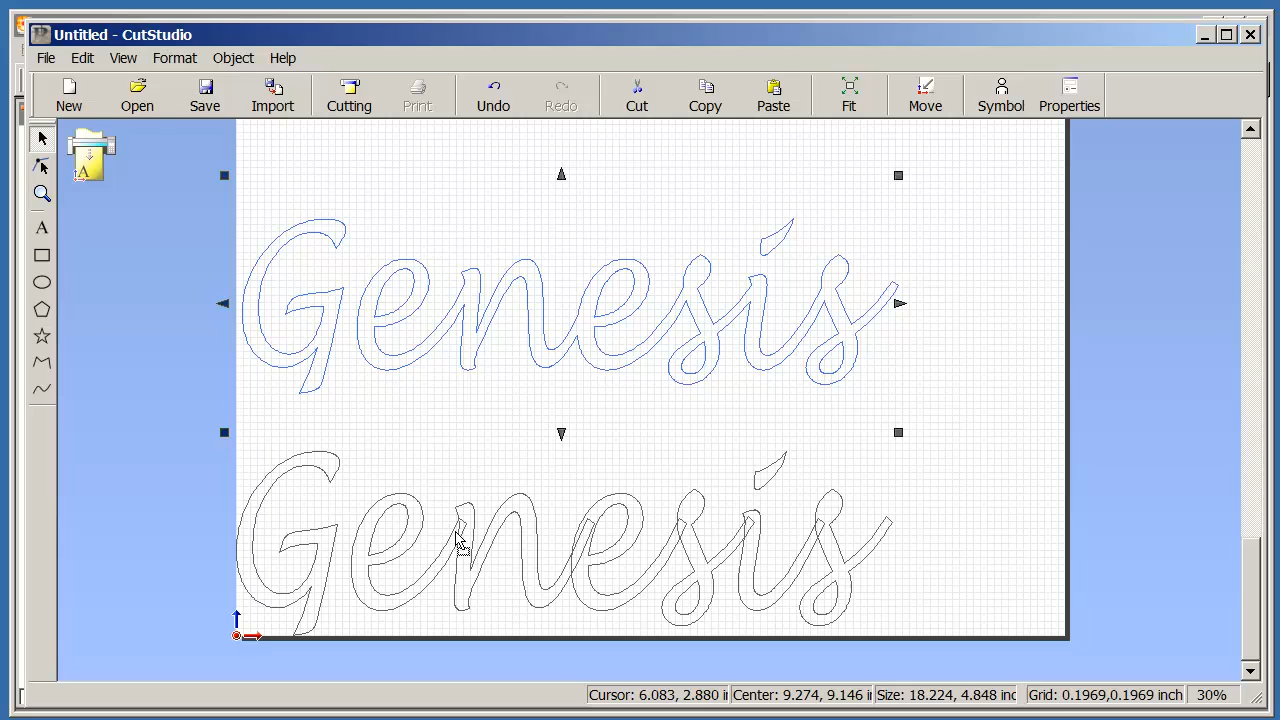 Untitled - CutStudio
File Edit View Format Object Help
New Open Save Import Cutting Print Undo Redo Cut Copy Paste Fit Move Symbol Properties
A
A
Genesis
Genesis
Cursor: 6.083, 2.880 i Center: 9.274, 9.146 i Size: 18.224, 4.848 inc Grid: 0.1969,0.1969 inch 30%